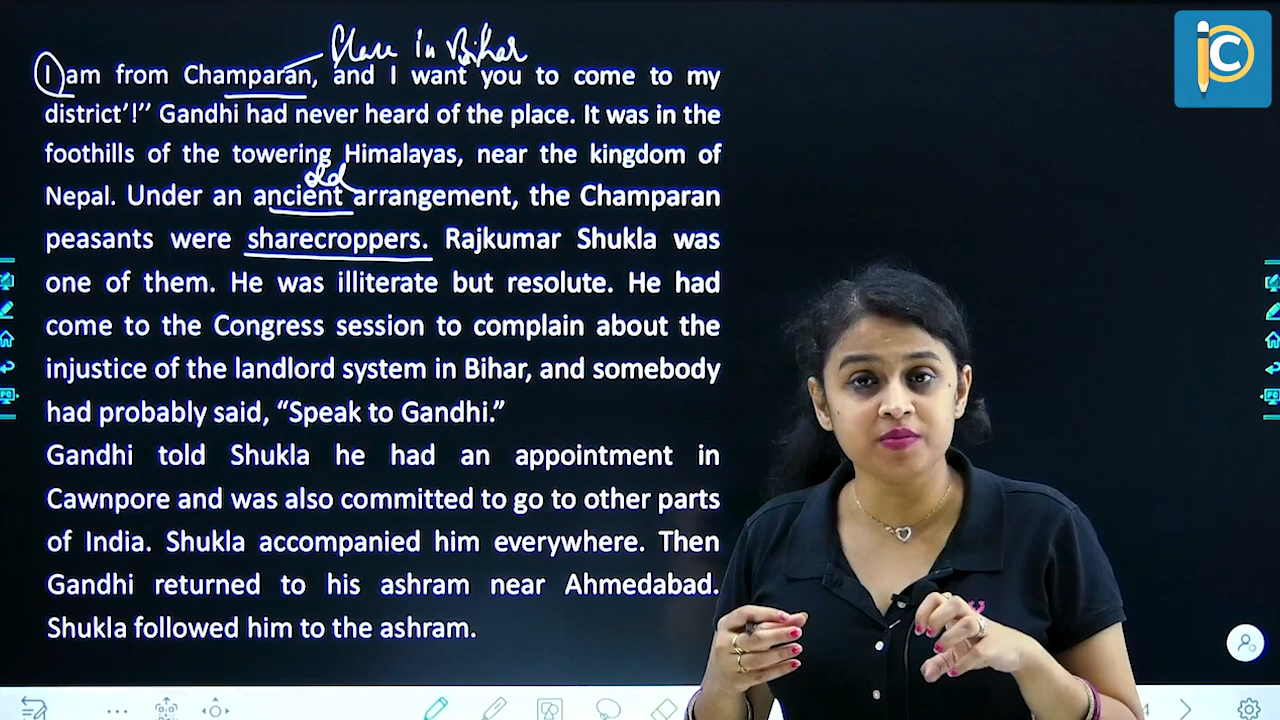 Place in Bihar
I am from Champaran, and I want you to come to my
district’!’’ Gandhi had never heard of the place. It was in the
foothills of the towering Himalayas, near the kingdom of
old
Nepal. Under an ancient arrangement, the Champaran
peasants were sharecroppers. Rajkumar Shukla was
one of them. He was illiterate but resolute. He had
come to the Congress session to complain about the
injustice of the landlord system in Bihar, and somebody
had probably said, “Speak to Gandhi.”
Gandhi told Shukla he had an appointment in
Cawnpore and was also committed to go to other parts
of India. Shukla accompanied him everywhere. Then
Gandhi returned to his ashram near Ahmedabad.
Shukla followed him to the ashram.